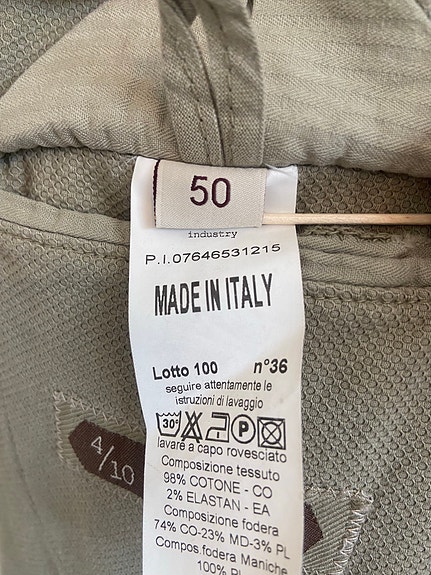 50
industry
P.I.07646531215
MADE IN ITALY
Lotto 100 n°36
seguire attentamente le
istruzioni di lavaggio
30°
P
lavare a capo rovesciato
Composizione tessuto
98% COTONE - CO
2% ELASTAN - EA
Composizione fodera
74% CO-23% MD-3% PL
Compos.fodera Maniche
100% PL
4/10